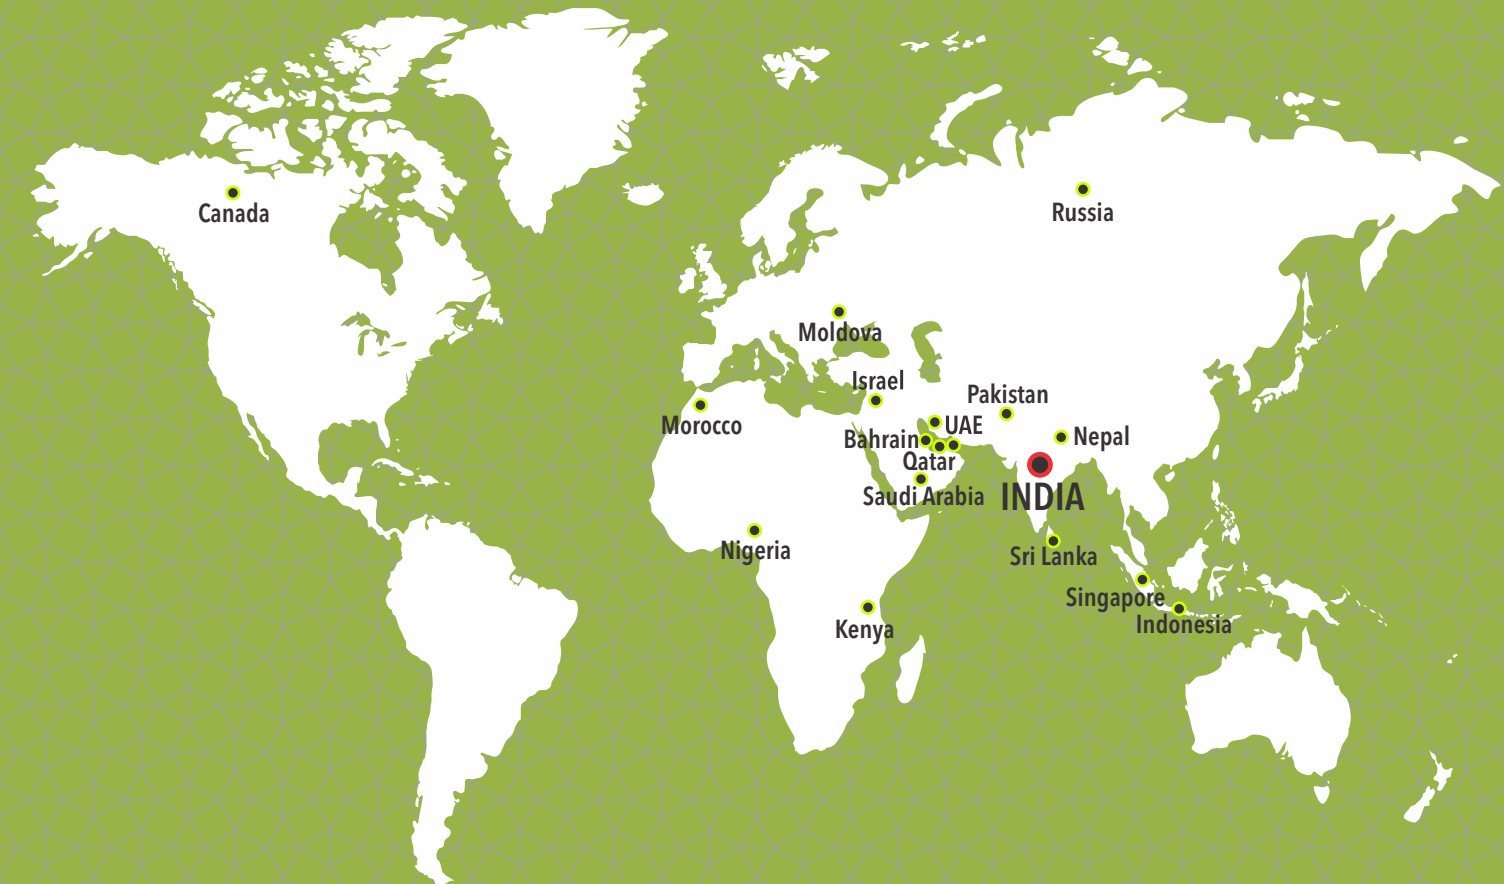 Canada
Russia
Moldova
Israel
Pakistan
Morocco
UAE
Bahrain
Nepal
Qatar
Saudi Arabia
INDIA
Nigeria
Sri Lanka
Singapore
Indonesia
Kenya